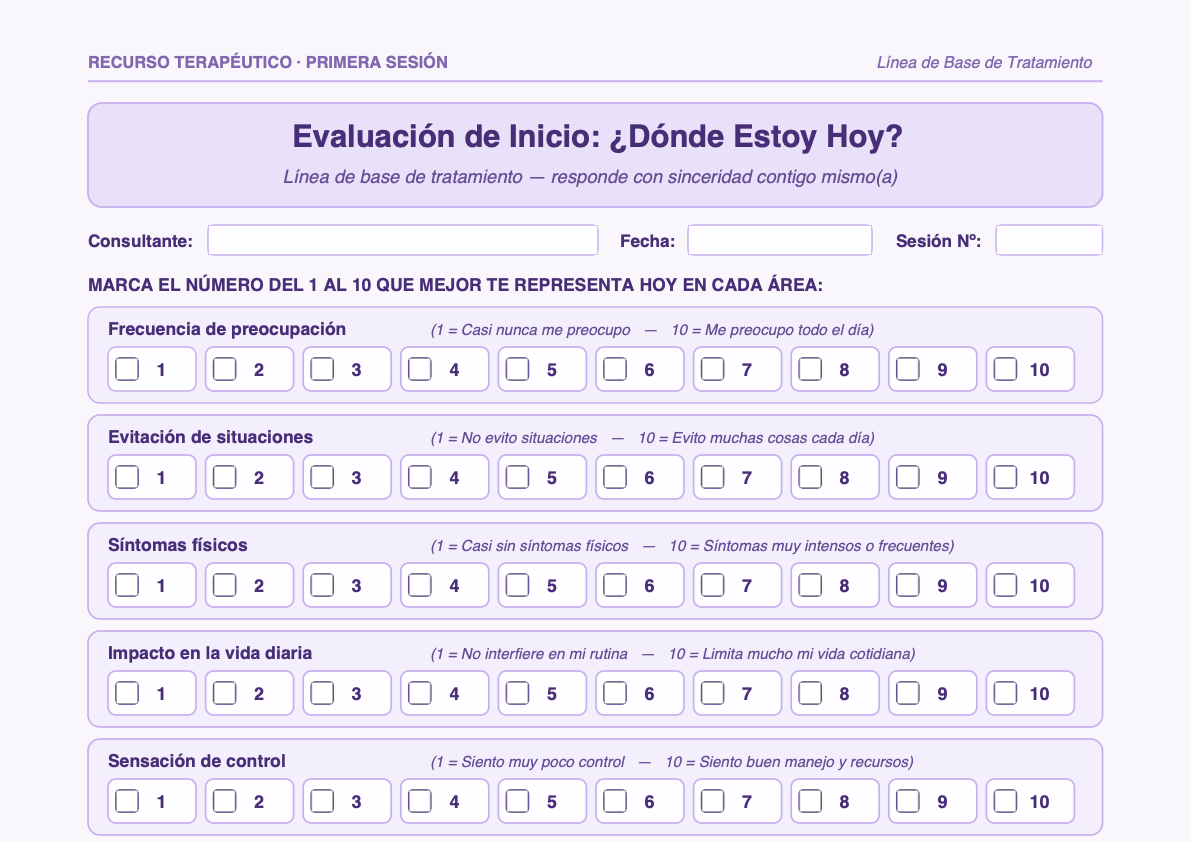 RECURSO TERAPÉUTICO · PRIMERA SESIÓN Línea de Base de Tratamiento
Evaluación de Inicio: ¿Dónde Estoy Hoy?
Línea de base de tratamiento — responde con sinceridad contigo mismo(a)
Consultante: Fecha: Sesión Nº:
MARCA EL NÚMERO DEL 1 AL 10 QUE MEJOR TE REPRESENTA HOY EN CADA ÁREA:
Frecuencia de preocupación (1 = Casi nunca me preocupo — 10 = Me preocupo todo el día)
1 2 3 4 5 6 7 8 9 10
Evitación de situaciones (1 = No evito situaciones — 10 = Evito muchas cosas cada día)
1 2 3 4 5 6 7 8 9 10
Síntomas físicos (1 = Casi sin síntomas físicos — 10 = Síntomas muy intensos o frecuentes)
1 2 3 4 5 6 7 8 9 10
Impacto en la vida diaria (1 = No interfiere en mi rutina — 10 = Limita mucho mi vida cotidiana)
1 2 3 4 5 6 7 8 9 10
Sensación de control (1 = Siento muy poco control — 10 = Siento buen manejo y recursos)
1 2 3 4 5 6 7 8 9 10